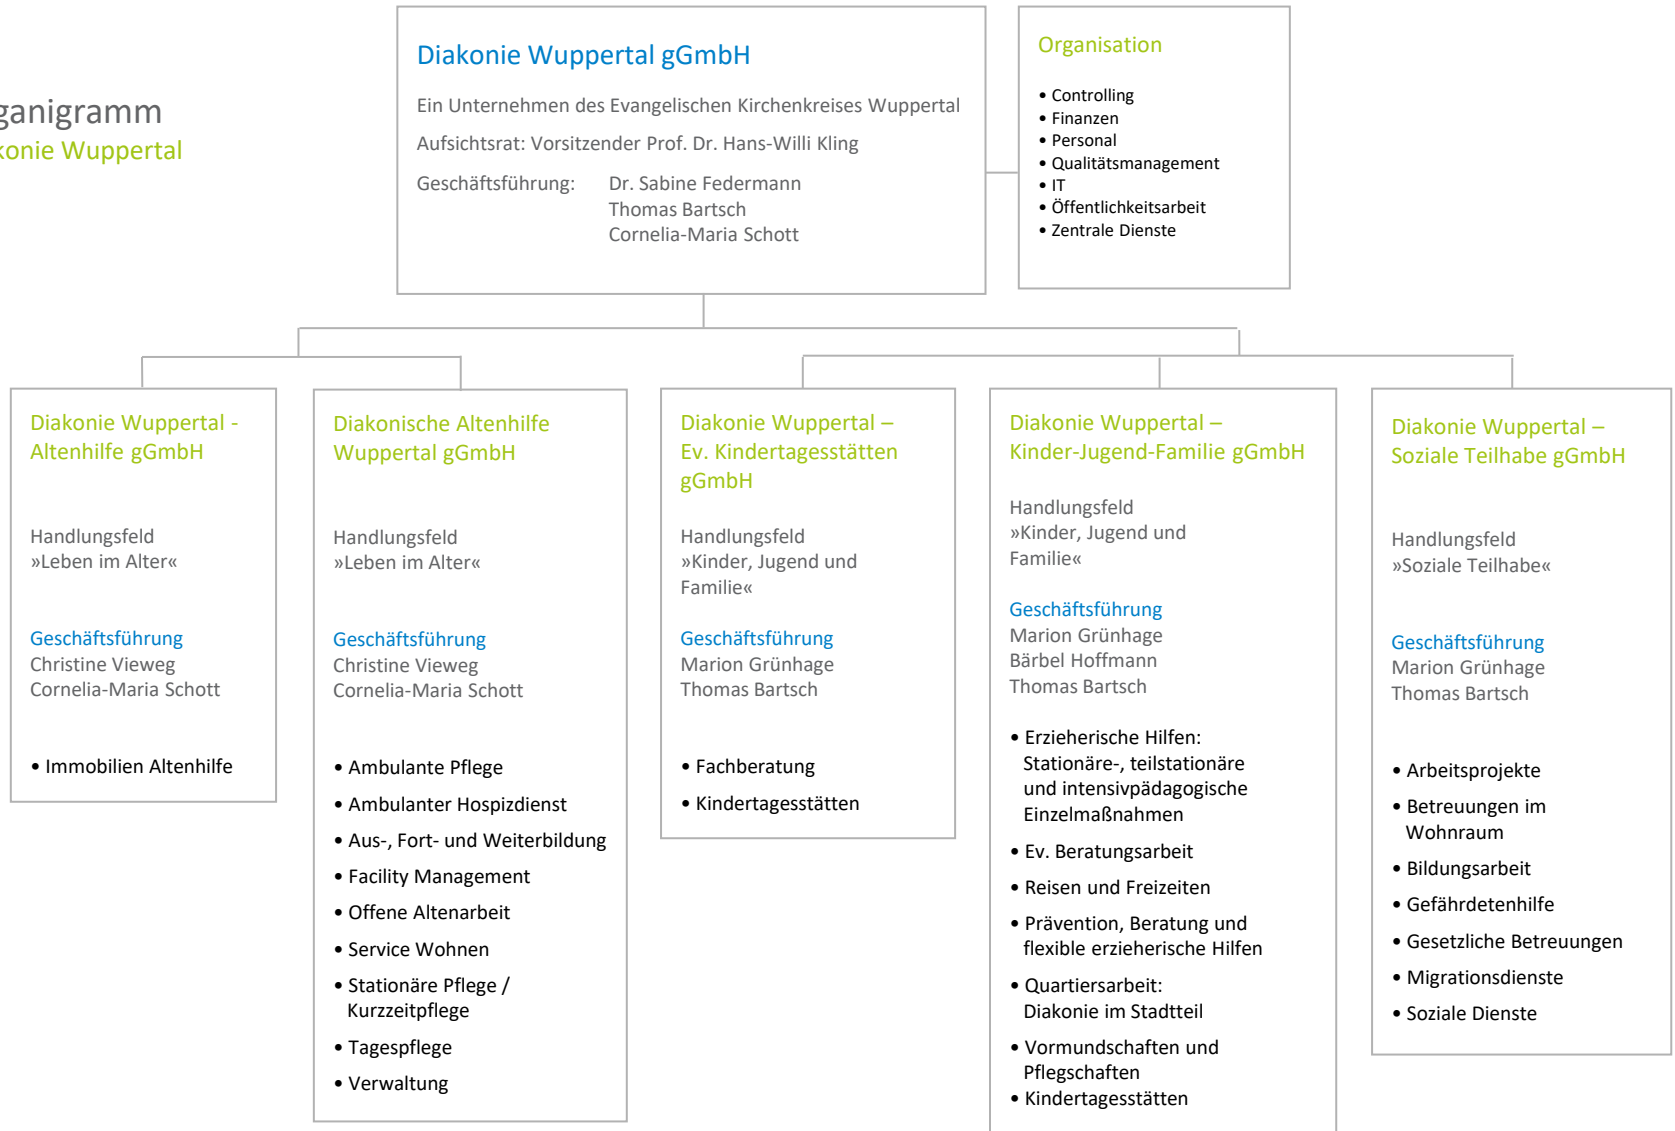 ganigramm
konie Wuppertal
Diakonie Wuppertal gGmbH
Ein Unternehmen des Evangelischen Kirchenkreises Wuppertal
Aufsichtsrat: Vorsitzender Prof. Dr. Hans-Willi Kling
Geschäftsführung: Dr. Sabine Federmann
Thomas Bartsch
Cornelia-Maria Schott
Organisation
• Controlling
• Finanzen
• Personal
• Qualitätsmanagement
• IT
• Öffentlichkeitsarbeit
• Zentrale Dienste
Diakonie Wuppertal -
Altenhilfe gGmbH
Handlungsfeld
»Leben im Alter«
Geschäftsführung
Christine Vieweg
Cornelia-Maria Schott
• Immobilien Altenhilfe
Diakonische Altenhilfe
Wuppertal gGmbH
Handlungsfeld
»Leben im Alter«
Geschäftsführung
Christine Vieweg
Cornelia-Maria Schott
• Ambulante Pflege
• Ambulanter Hospizdienst
• Aus-, Fort- und Weiterbildung
• Facility Management
• Offene Altenarbeit
• Service Wohnen
• Stationäre Pflege /
Kurzzeitpflege
• Tagespflege
• Verwaltung
Diakonie Wuppertal –
Ev. Kindertagesstätten
gGmbH
Handlungsfeld
»Kinder, Jugend und
Familie«
Geschäftsführung
Marion Grünhage
Thomas Bartsch
• Fachberatung
• Kindertagesstätten
Diakonie Wuppertal –
Kinder-Jugend-Familie gGmbH
Handlungsfeld
»Kinder, Jugend und
Familie«
Geschäftsführung
Marion Grünhage
Bärbel Hoffmann
Thomas Bartsch
• Erzieherische Hilfen:
Stationäre-, teilstationäre
und intensivpädagogische
Einzelmaßnahmen
• Ev. Beratungsarbeit
• Reisen und Freizeiten
• Prävention, Beratung und
flexible erzieherische Hilfen
• Quartiersarbeit:
Diakonie im Stadtteil
• Vormundschaften und
Pflegschaften
• Kindertagesstätten
Diakonie Wuppertal –
Soziale Teilhabe gGmbH
Handlungsfeld
»Soziale Teilhabe«
Geschäftsführung
Marion Grünhage
Thomas Bartsch
• Arbeitsprojekte
• Betreuungen im
Wohnraum
• Bildungsarbeit
• Gefährdetenhilfe
• Gesetzliche Betreuungen
• Migrationsdienste
• Soziale Dienste